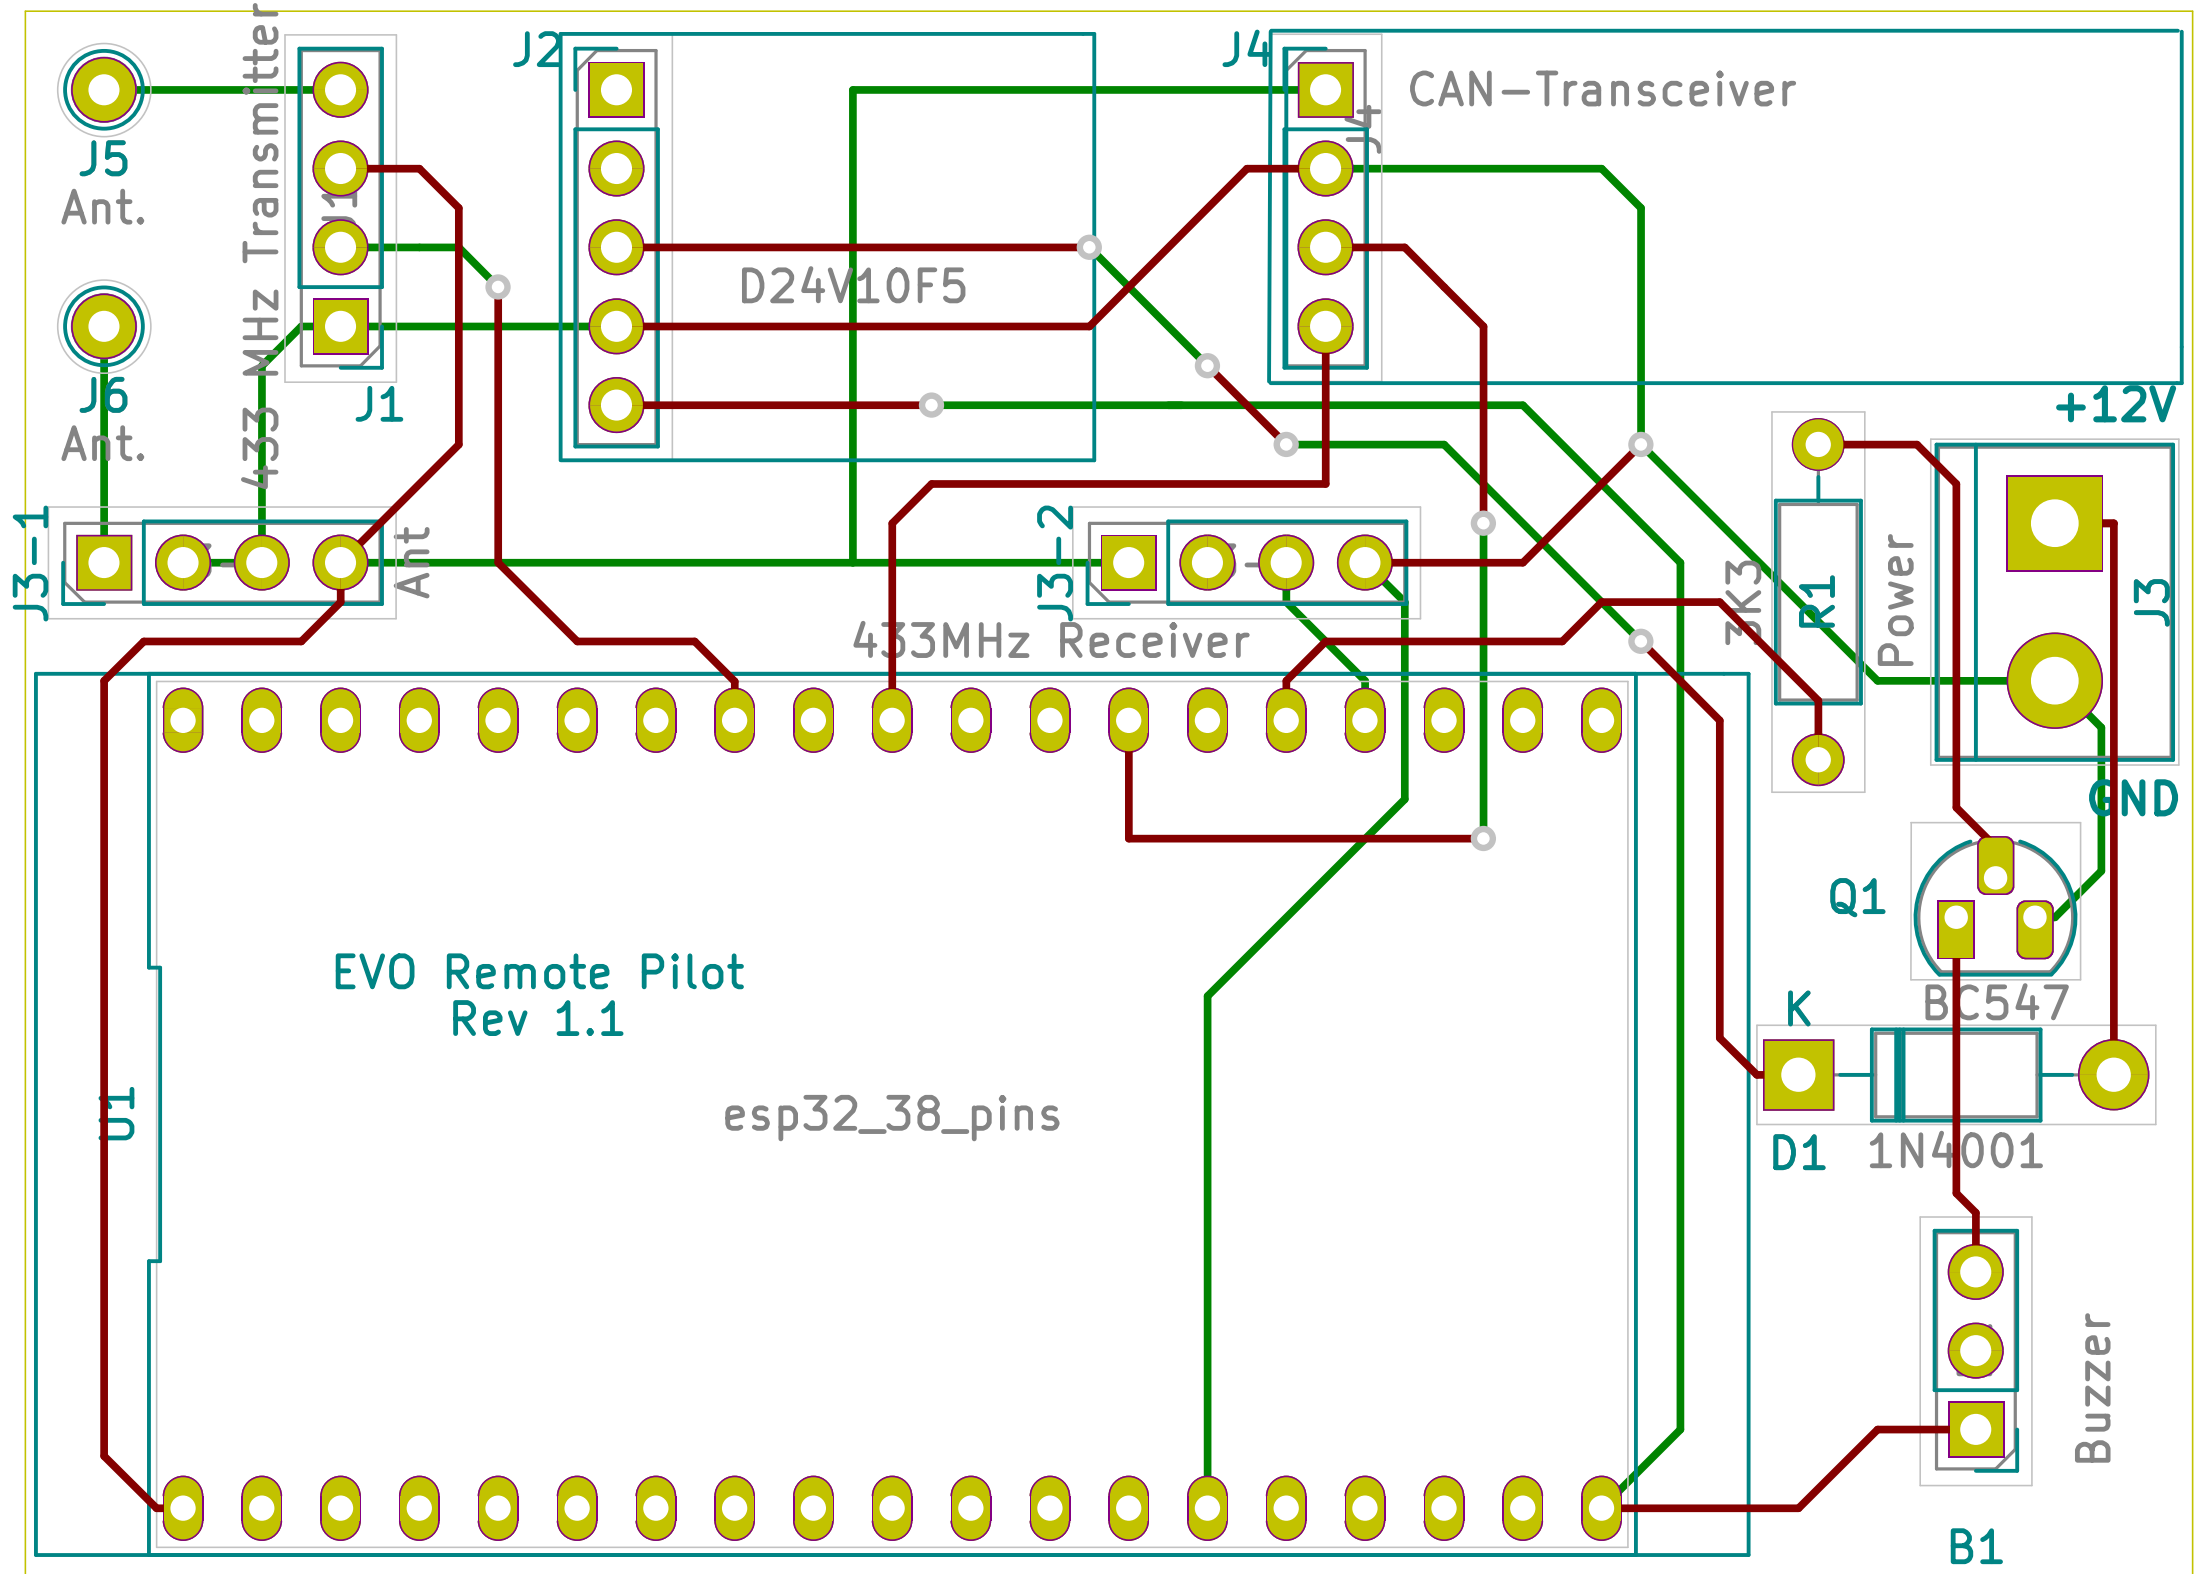 J2
J4
CAN-Transceiver
J4
J5
Ant.
433 MHz Transmitter
J1
D24V10F5
J6
J1
+12V
Ant.
J3-1
Ant
J3-2
433MHz Receiver
3K3
R1
Power
J3
GND
Q1
EVO Remote Pilot
Rev 1.1
K
BC547
U1
esp32_38_pins
D1
1N4001
Buzzer
B1